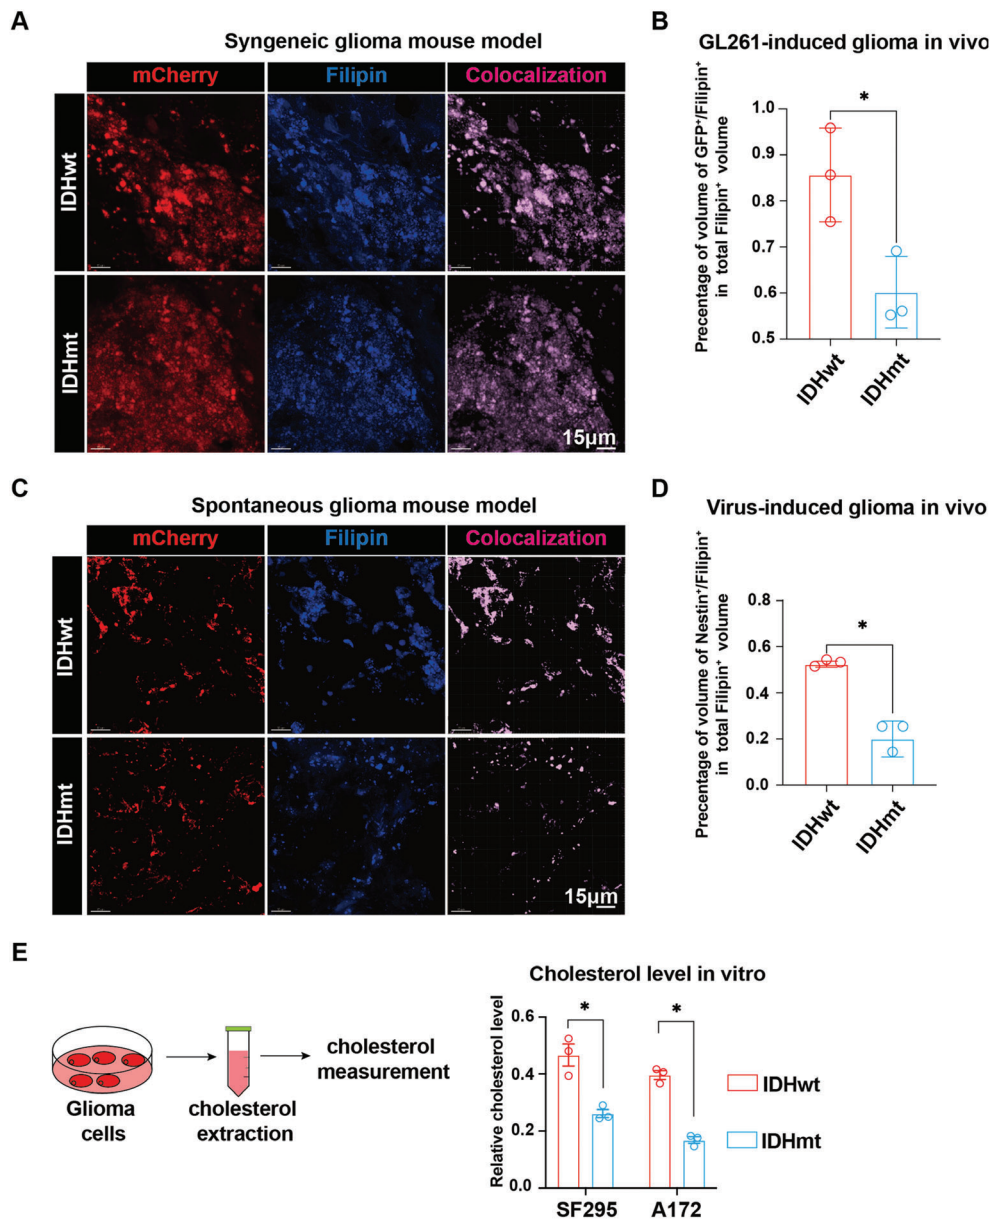 A
Syngeneic glioma mouse model
mCherry
Filipin
Colocalization
IDHwt
IDHmt
15µm
B
GL261-induced glioma in vivo
Precentage of volume of GFP⁺/Filipin⁺
in total Filipin⁺ volume
1.0
0.9
0.8
0.7
0.6
0.5
*
IDHwt
IDHmt
C
Spontaneous glioma mouse model
mCherry
Filipin
Colocalization
IDHwt
IDHmt
15µm
D
Virus-induced glioma in vivo
Precentage of volume of Nestin⁺/Filipin⁺
in total Filipin⁺ volume
0.8
0.6
0.4
0.2
0.0
*
IDHwt
IDHmt
E
Glioma
cells
cholesterol
extraction
cholesterol
measurement
Cholesterol level in vitro
Relative cholesterol level
0.6
0.4
0.2
0.0
*
*
SF295
A172
IDHwt
IDHmt